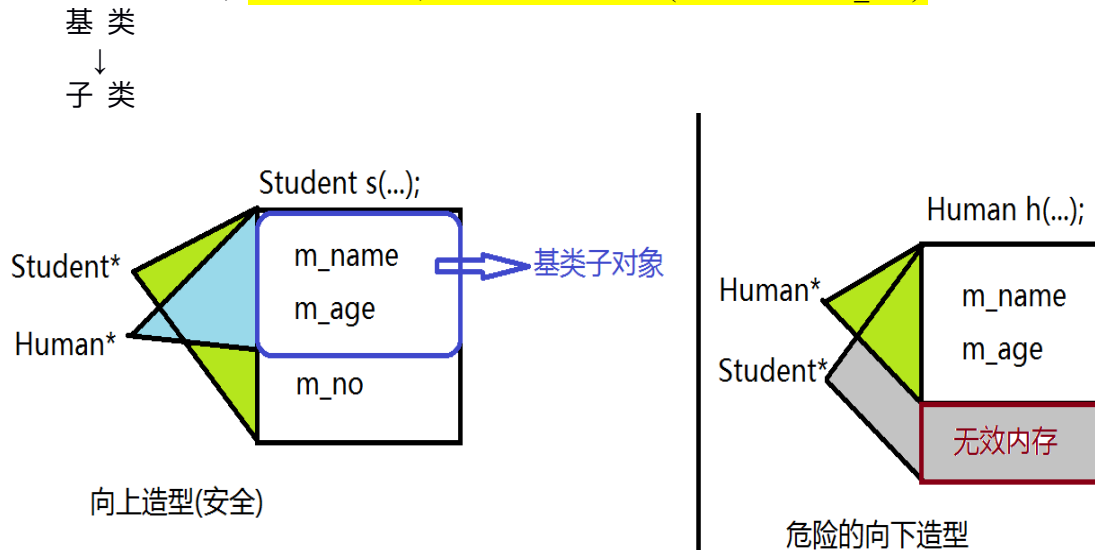 基 类
↓
子 类
Student s(...);
Student*
Human*
m_name
m_age
m_no
基类子对象
向上造型(安全)
Human h(...);
Human*
Student*
m_name
m_age
无效内存
危险的向下造型